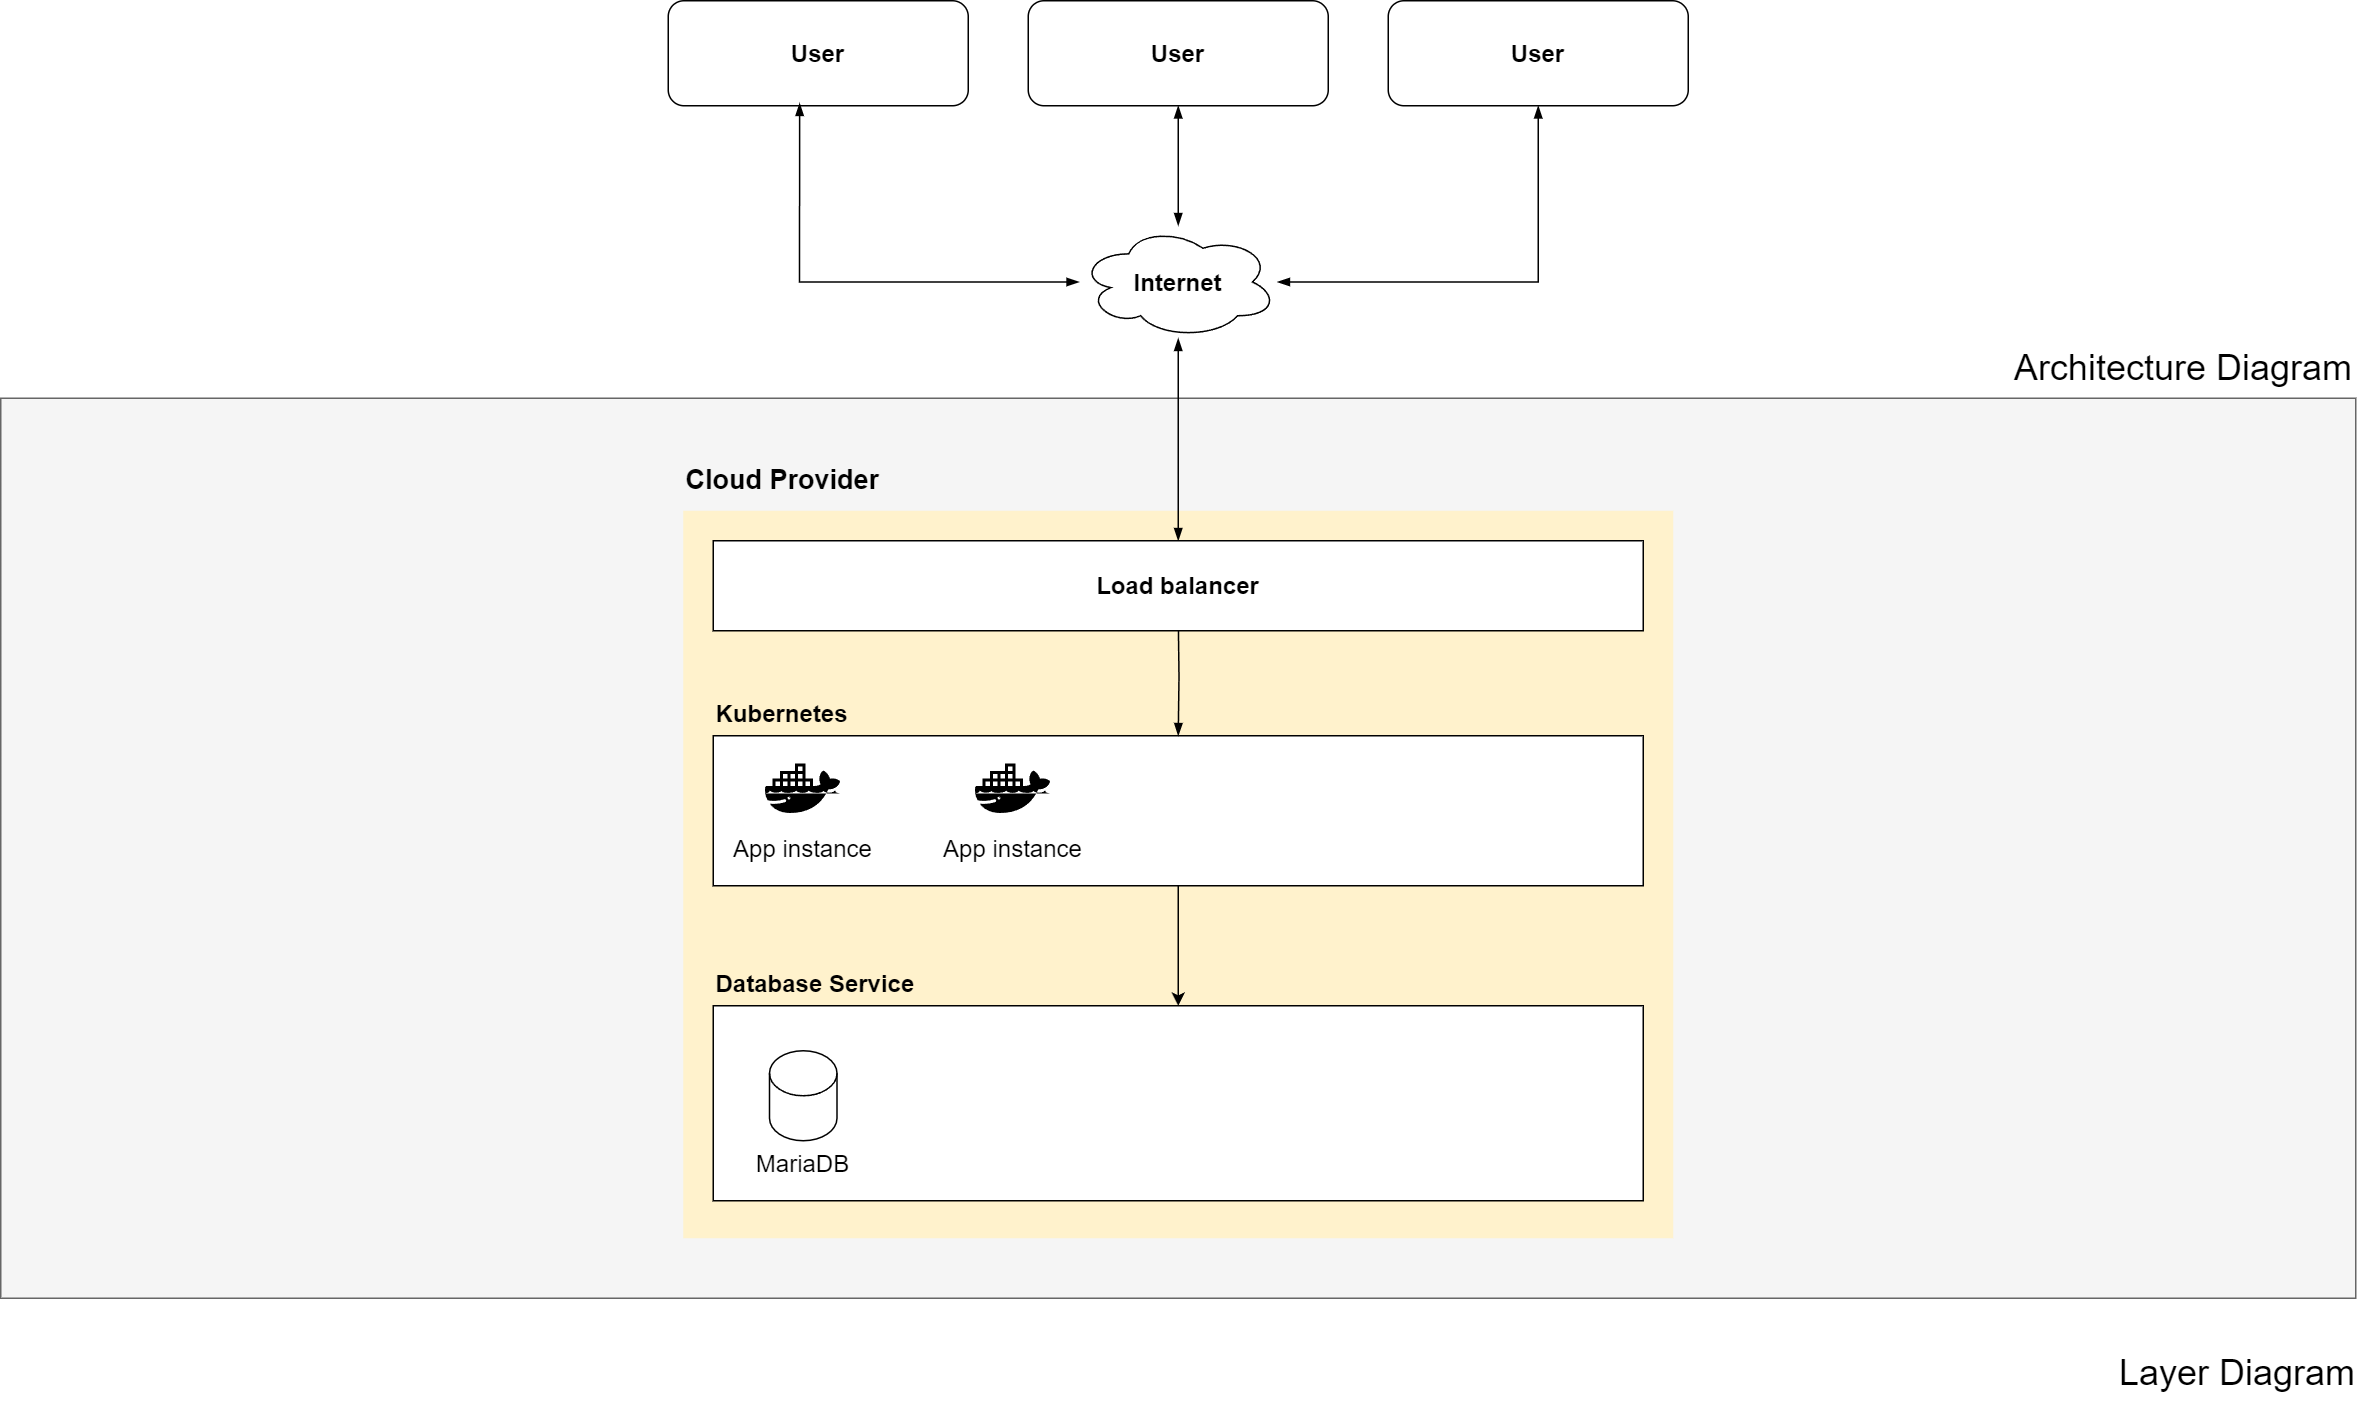 User
User
User
Internet
Architecture Diagram
Cloud Provider
Load balancer
Kubernetes
App instance
App instance
Database Service
MariaDB
Layer Diagram